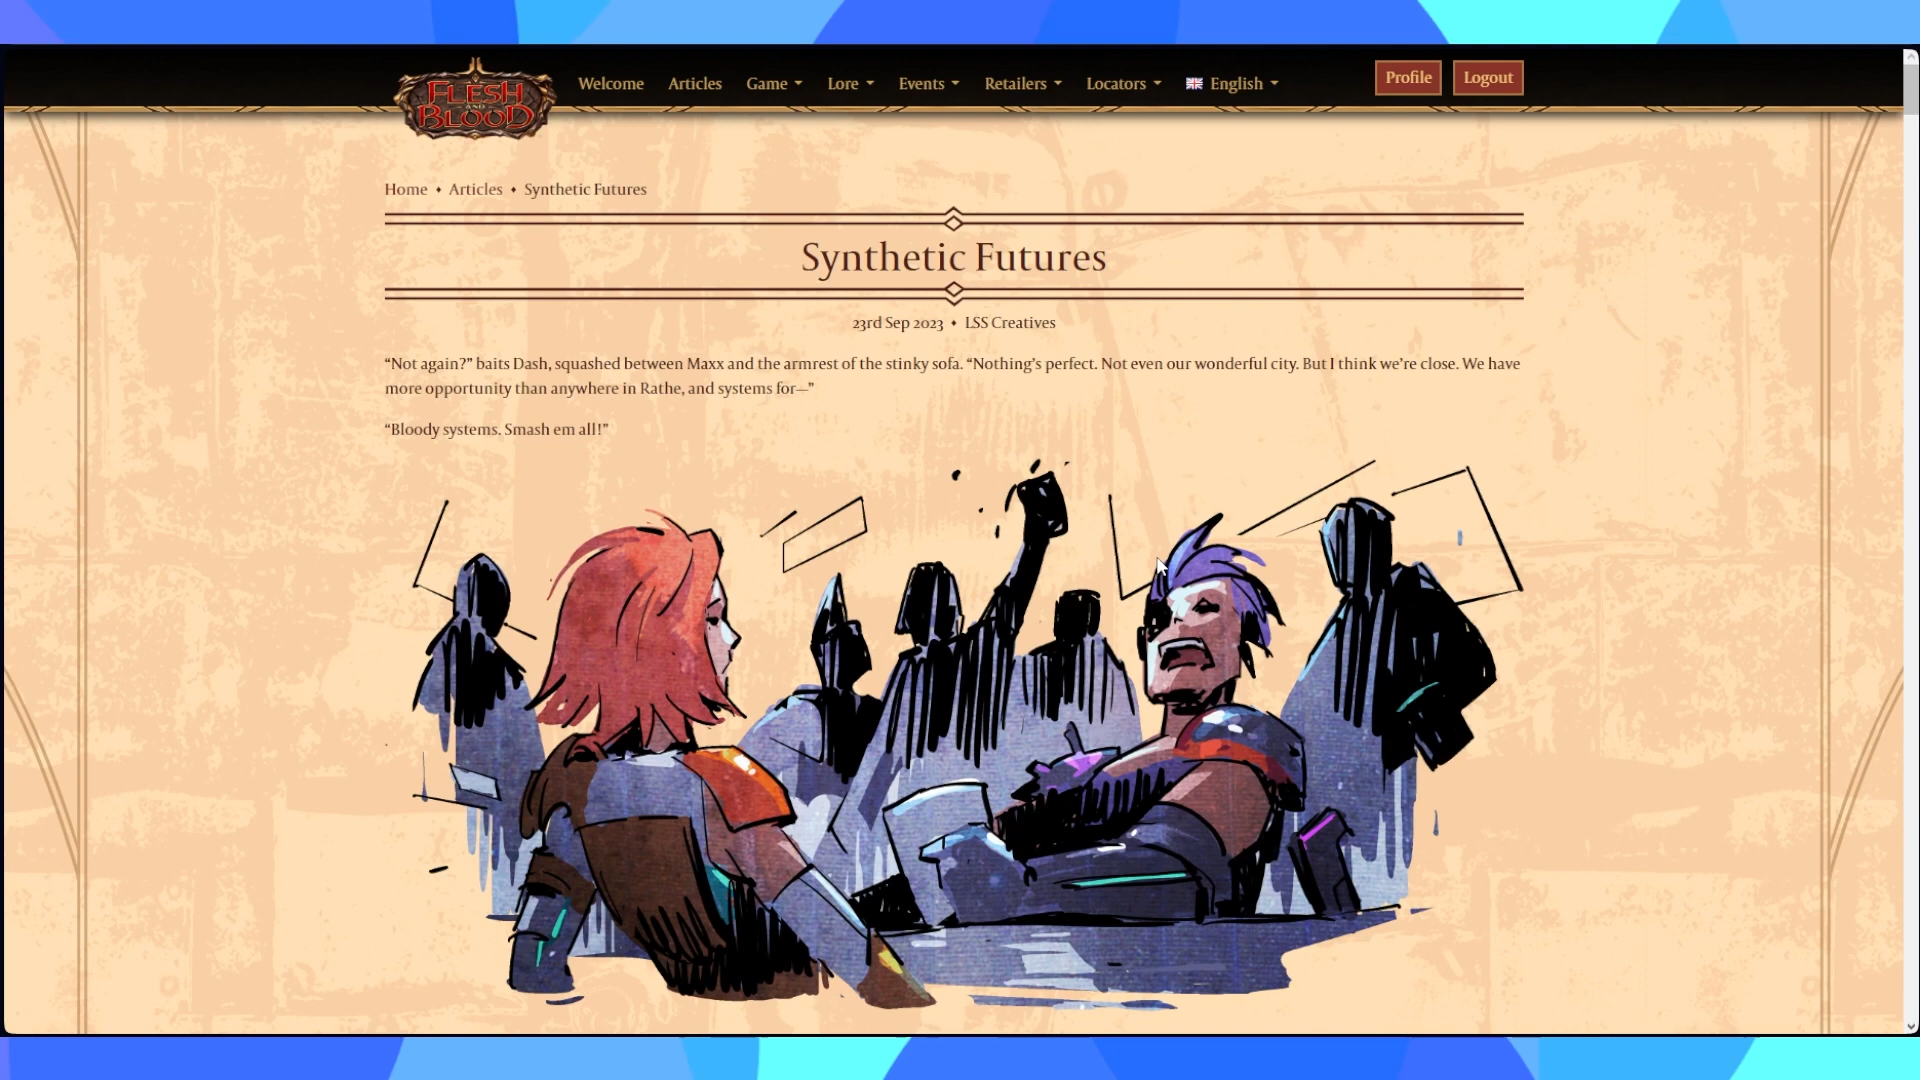 FLESH
AND
BLOOD
Welcome Articles Game Lore Events Retailers Locators English Profile Logout
Home ♦ Articles ♦ Synthetic Futures
Synthetic Futures
23rd Sep 2023 ♦ LSS Creatives
“Not again?” baits Dash, squashed between Maxx and the armrest of the stinky sofa. “Nothing’s perfect. Not even our wonderful city. But I think we’re close. We have
more opportunity than anywhere in Rathe, and systems for—”
“Bloody systems. Smash em all!”